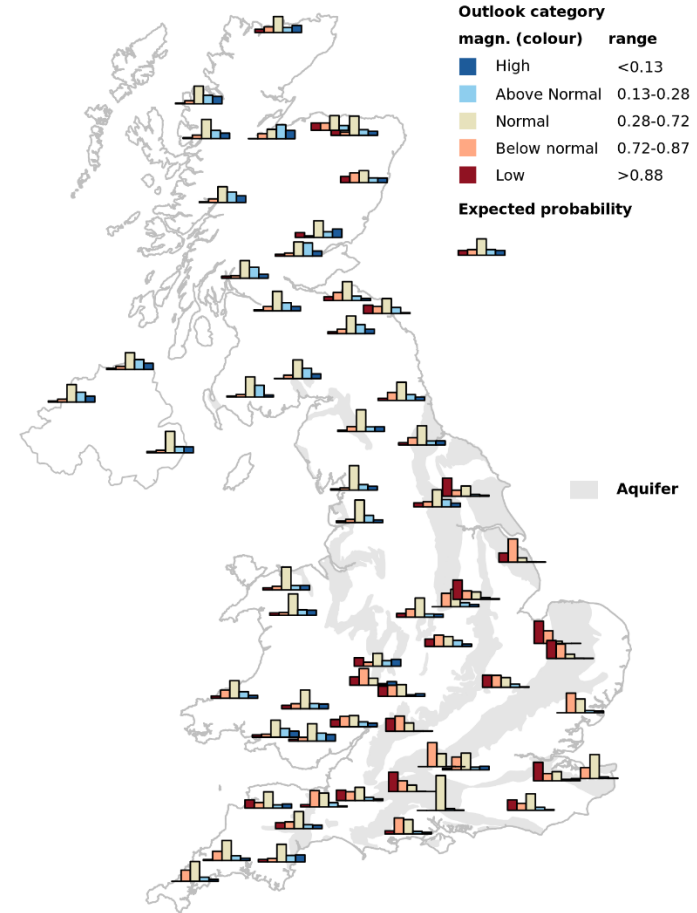 Outlook category
magn. (colour) range
High <0.13
Above Normal 0.13-0.28
Normal 0.28-0.72
Below normal 0.72-0.87
Low >0.88
Expected probability
Aquifer